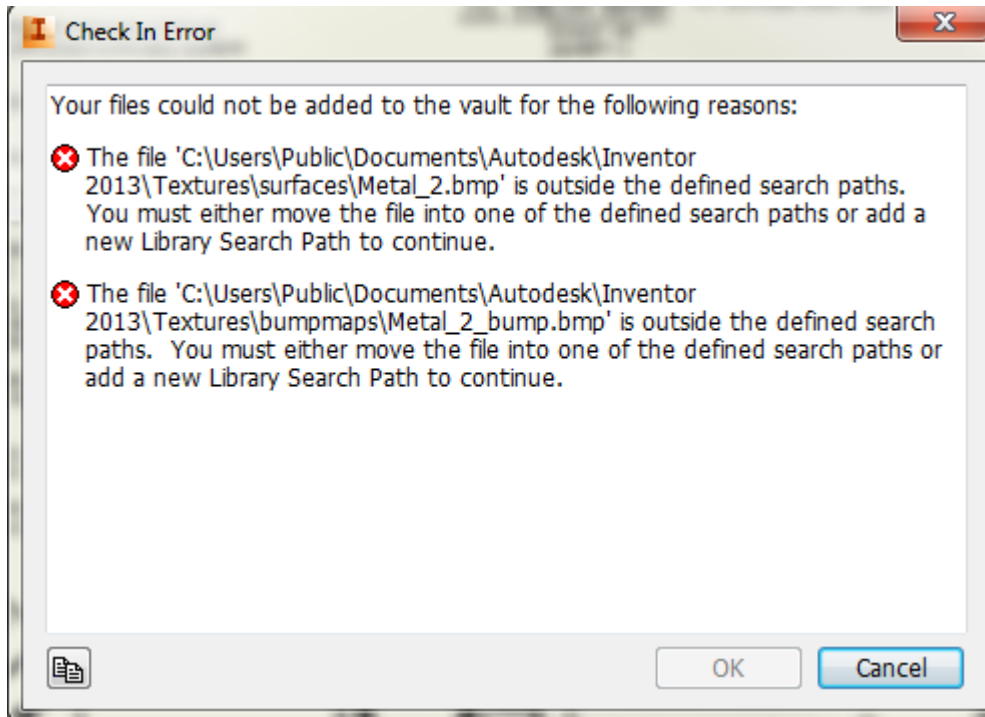 Check In Error
Your files could not be added to the vault for the following reasons:
The file 'C:\Users\Public\Documents\Autodesk\Inventor
2013\Textures\surfaces\Metal_2.bmp' is outside the defined search paths.
You must either move the file into one of the defined search paths or add a
new Library Search Path to continue.
The file 'C:\Users\Public\Documents\Autodesk\Inventor
2013\Textures\bumpmaps\Metal_2_bump.bmp' is outside the defined search
paths.  You must either move the file into one of the defined search paths or
add a new Library Search Path to continue.
OK
Cancel